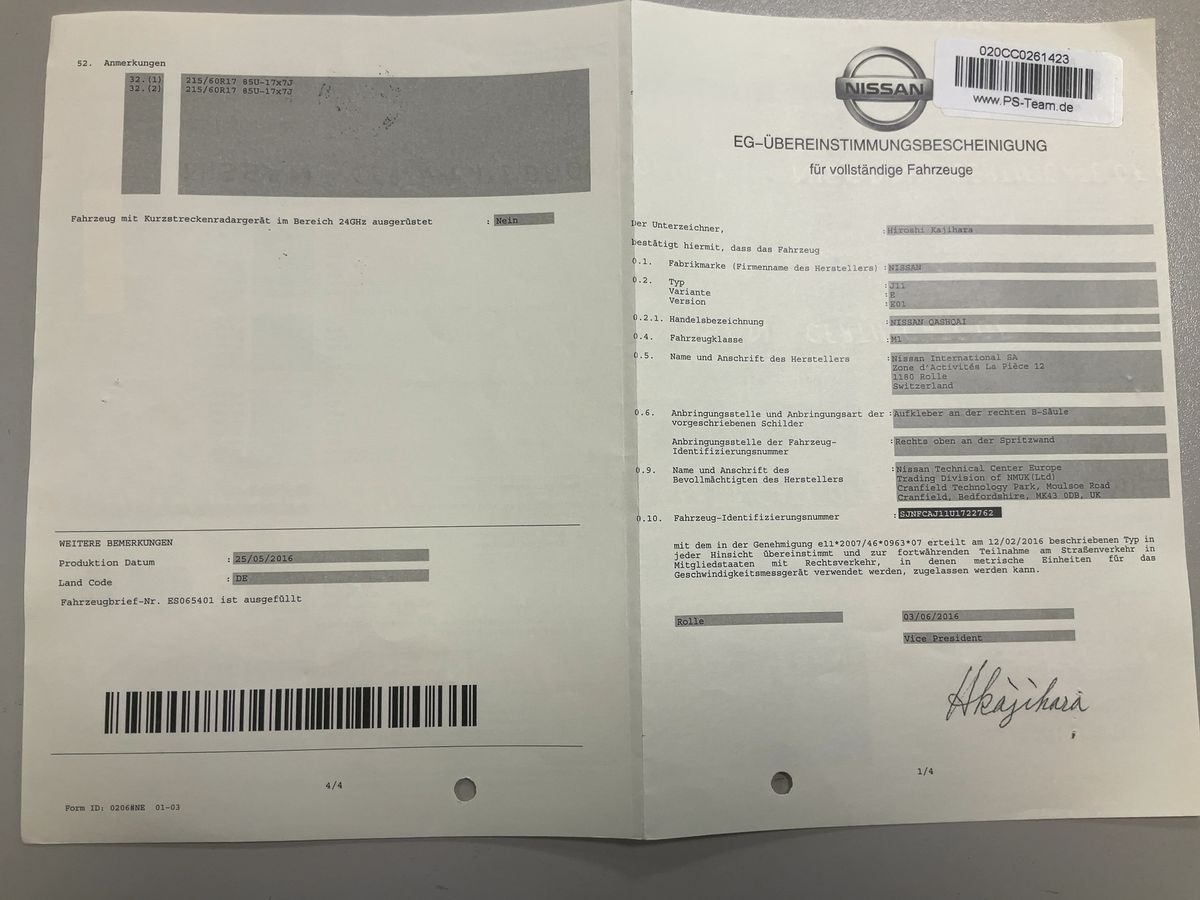 52. Anmerkungen
32.(1) 215/60R17 85U-17x7J
32.(2) 215/60R17 85U-17x7J
Fahrzeug mit Kurzstreckenradargerät im Bereich 24GHz ausgerüstet : Nein
WEITERE BEMERKUNGEN
Produktion Datum : 25/05/2016
Land Code : DE
Fahrzeugbrief-Nr. ES065401 ist ausgefüllt
4/4
Form ID: 0206HNE 01-03
NISSAN
020CC0261423
www.PS-Team.de
EG-ÜBEREINSTIMMUNGSBESCHEINIGUNG
für vollständige Fahrzeuge
Der Unterzeichner, : Hiroshi Kajihara
bestätigt hiermit, dass das Fahrzeug
0.1. Fabrikmarke (Firmenname des Herstellers) : NISSAN
0.2. Typ : J11
Variante : E
Version : E01
0.2.1. Handelsbezeichnung : NISSAN QASHQAI
0.4. Fahrzeugklasse : M1
0.5. Name und Anschrift des Herstellers : Nissan International SA
Zone d'Activités La Pièce 12
1180 Rolle
Switzerland
0.6. Anbringungsstelle und Anbringungsart der : Aufkleber an der rechten B-Säule
vorgeschriebenen Schilder
Anbringungsstelle der Fahrzeug- : Rechts oben an der Spritzwand
Identifizierungsnummer
0.9. Name und Anschrift des : Nissan Technical Center Europe
Bevollmächtigten des Herstellers Trading Division of NMUK(Ltd)
Cranfield Technology Park, Moulsoe Road
Cranfield, Bedfordshire, MK43 0DB, UK
0.10. Fahrzeug-Identifizierungsnummer : SJNFCAJ11U1722762
mit dem in der Genehmigung e11*2007/46*0963*07 erteilt am 12/02/2016 beschriebenen Typ in
jeder Hinsicht übereinstimmt und zur fortwährenden Teilnahme am Straßenverkehr in
Mitgliedstaaten mit Rechtsverkehr, in denen metrische Einheiten für das
Geschwindigkeitsmessgerät verwendet werden, zugelassen werden kann.
Rolle 03/06/2016
Vice President
HKajihara
1/4